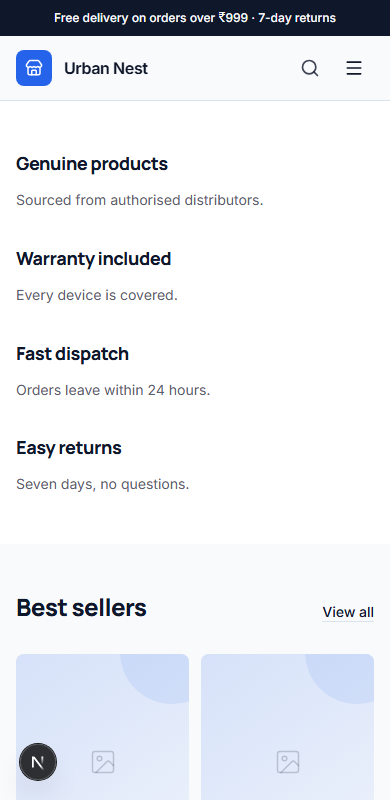 Free delivery on orders over ₹999 · 7-day returns
Urban Nest
Genuine products
Sourced from authorised distributors.
Warranty included
Every device is covered.
Fast dispatch
Orders leave within 24 hours.
Easy returns
Seven days, no questions.
Best sellers
View all
N